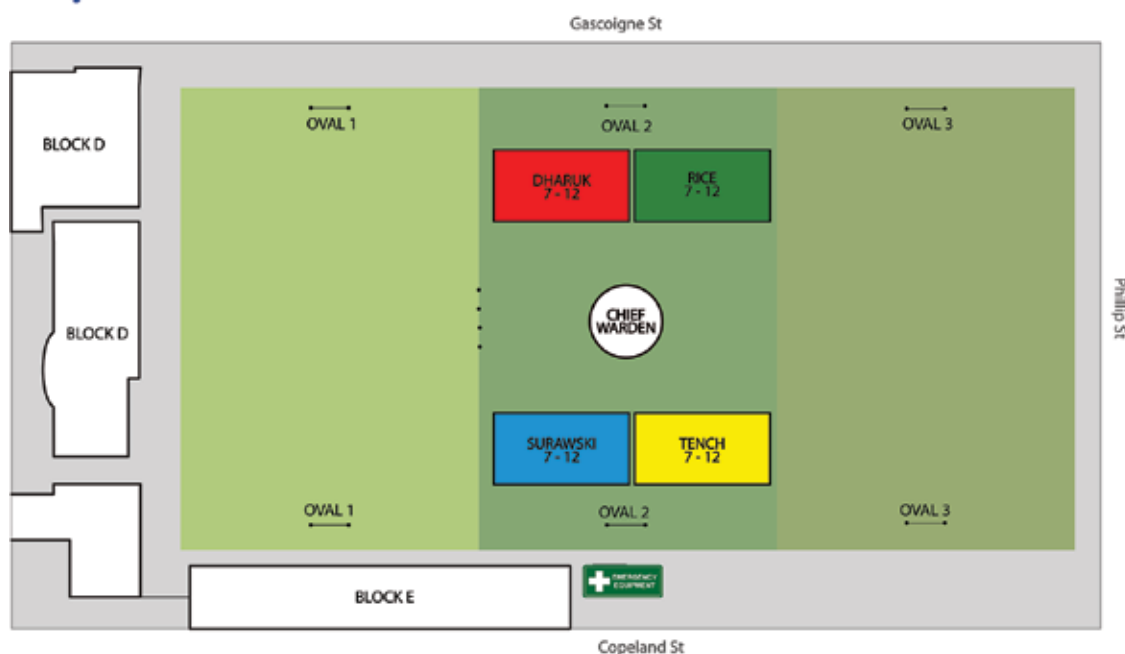 Gascoigne St
OVAL 1
OVAL 2
OVAL 3
BLOCK D
DHARUK
7 - 12
RICE
7 - 12
CHIEF
WARDEN
BLOCK D
Phillip St
SURAWSKI
7 - 12
TENCH
7 - 12
OVAL 1
OVAL 2
OVAL 3
EMERGENCY
EQUIPMENT
BLOCK E
Copeland St